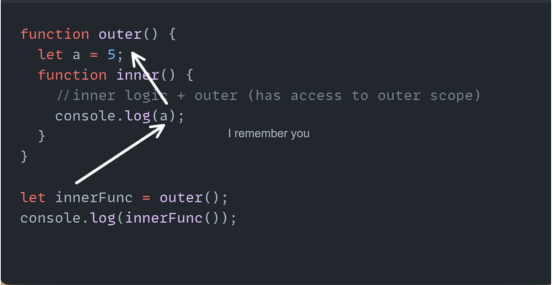 function outer() {
let a = 5;
function inner() {
//inner logic + outer (has access to outer scope)
console.log(a);
I remember you
}
}
let innerFunc = outer();
console.log(innerFunc());